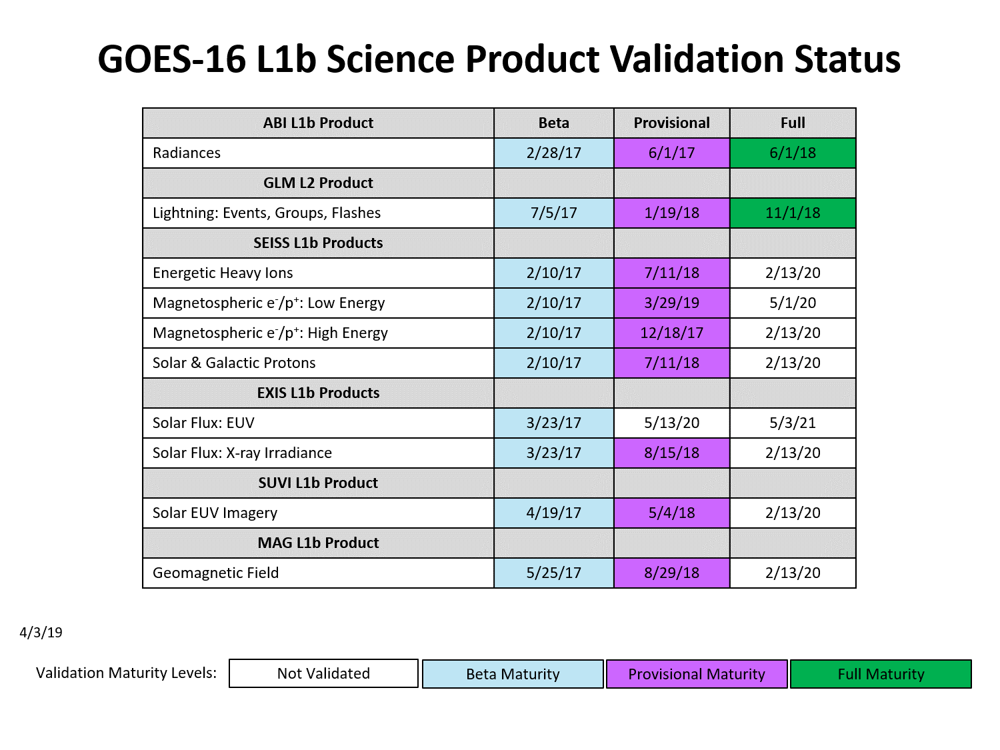 GOES-16 L1b Science Product Validation Status
ABI L1b Product Beta Provisional Full
Radiances 2/28/17 6/1/17 6/1/18
GLM L2 Product
Lightning: Events, Groups, Flashes 7/5/17 1/19/18 11/1/18
SEISS L1b Products
Energetic Heavy Ions 2/10/17 7/11/18 2/13/20
Magnetospheric e⁻/p⁺: Low Energy 2/10/17 3/29/19 5/1/20
Magnetospheric e⁻/p⁺: High Energy 2/10/17 12/18/17 2/13/20
Solar & Galactic Protons 2/10/17 7/11/18 2/13/20
EXIS L1b Products
Solar Flux: EUV 3/23/17 5/13/20 5/3/21
Solar Flux: X-ray Irradiance 3/23/17 8/15/18 2/13/20
SUVI L1b Product
Solar EUV Imagery 4/19/17 5/4/18 2/13/20
MAG L1b Product
Geomagnetic Field 5/25/17 8/29/18 2/13/20
4/3/19
Validation Maturity Levels: Not Validated Beta Maturity Provisional Maturity Full Maturity